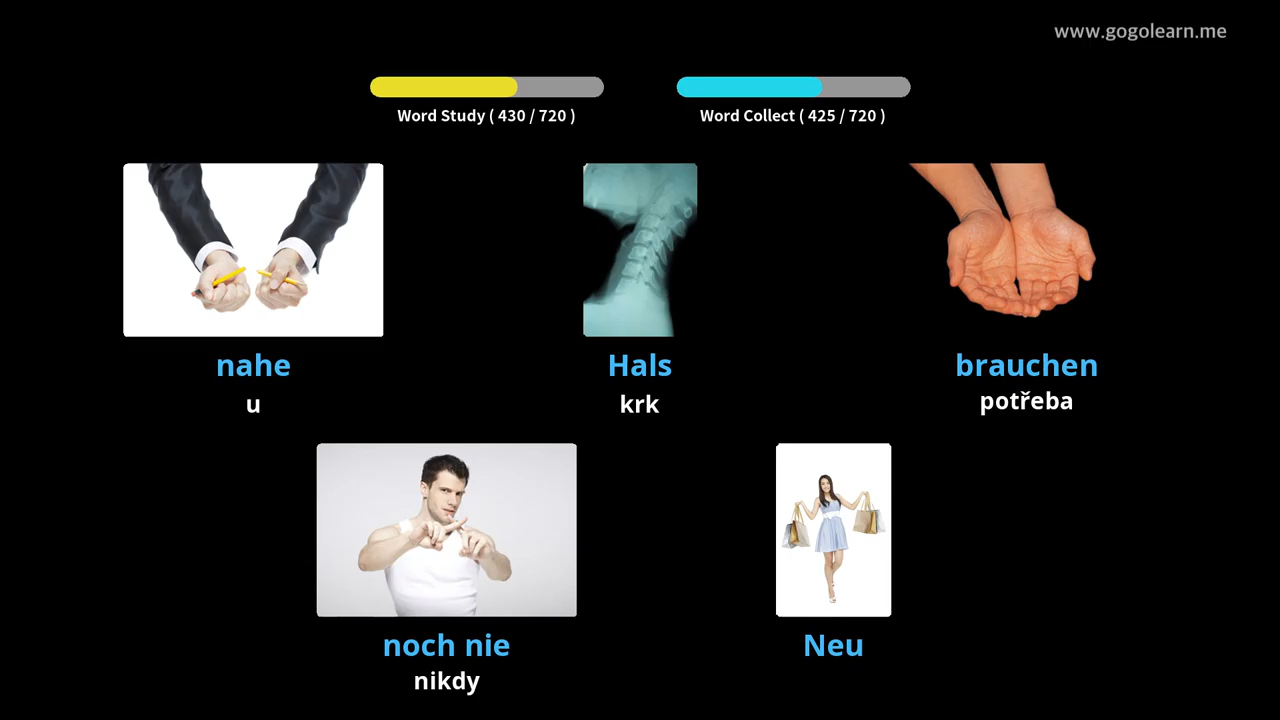 www.gogolearn.me
Word Study ( 430 / 720 )
Word Collect ( 425 / 720 )
nahe
u
Hals
krk
brauchen
potřeba
noch nie
nikdy
Neu